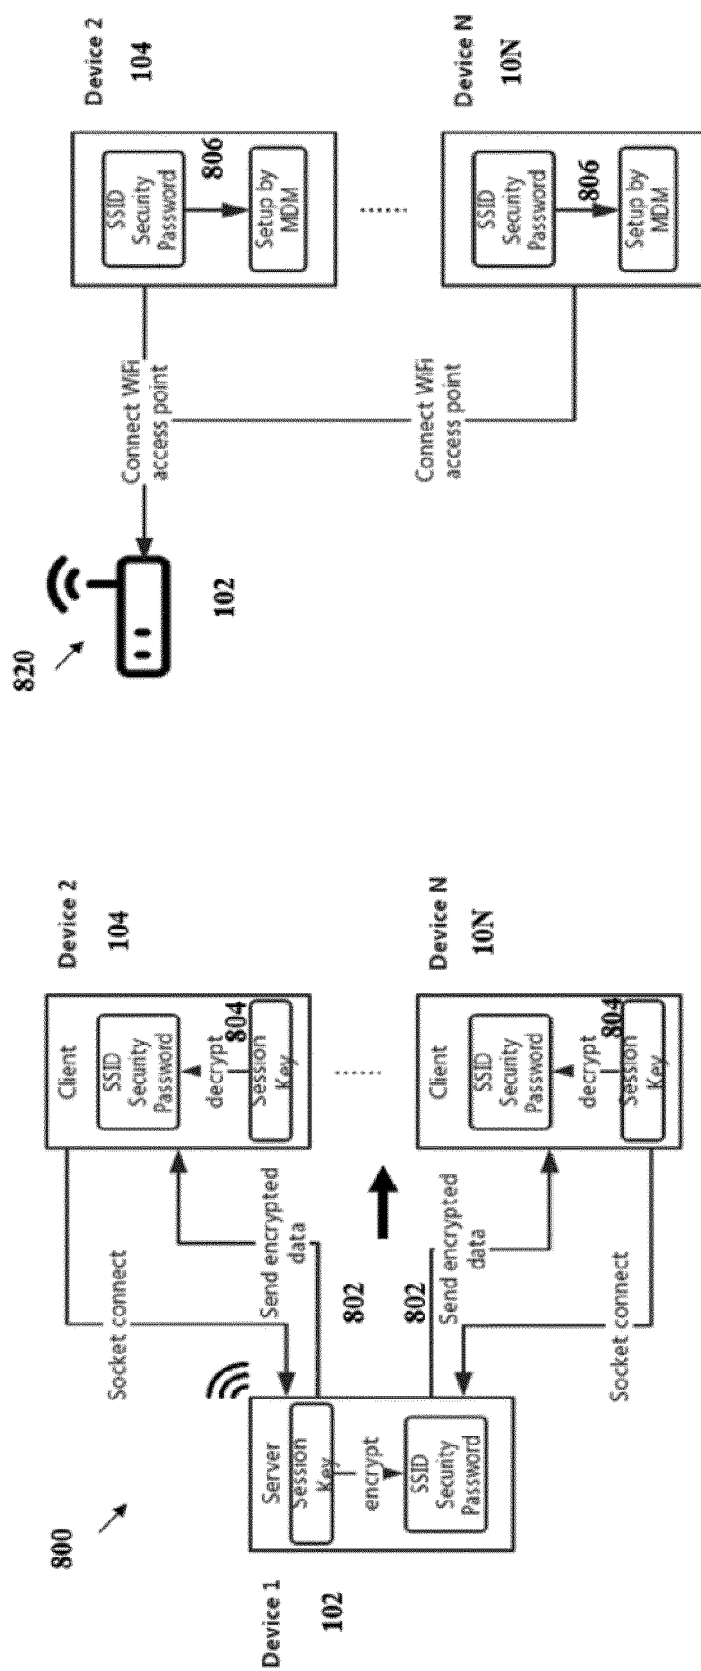 800
Device 1
102
Server
Session
Key
encrypt
SSID
Security
Password
Socket connect
Send encrypted
data
802
802
Send encrypted
data
Socket connect
Device 2
104
Client
SSID
Security
Password
decrypt
804
Session
Key
Device N
10N
Client
SSID
Security
Password
decrypt
804
Session
Key
820
102
Connect WiFi
access point
Connect WiFi
access point
Device 2
104
SSID
Security
Password
806
Setup by
MDM
Device N
10N
SSID
Security
Password
806
Setup by
MDM